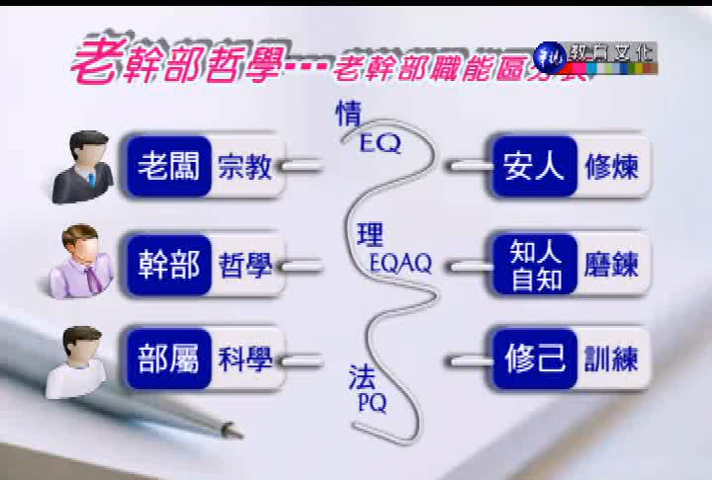 老幹部哲學---老幹部職能區分表
教育文化
情
EQ
老闆 宗教
安人 修煉
理
EQAQ
幹部 哲學
知人
自知 磨鍊
法
PQ
部屬 科學
修己 訓練